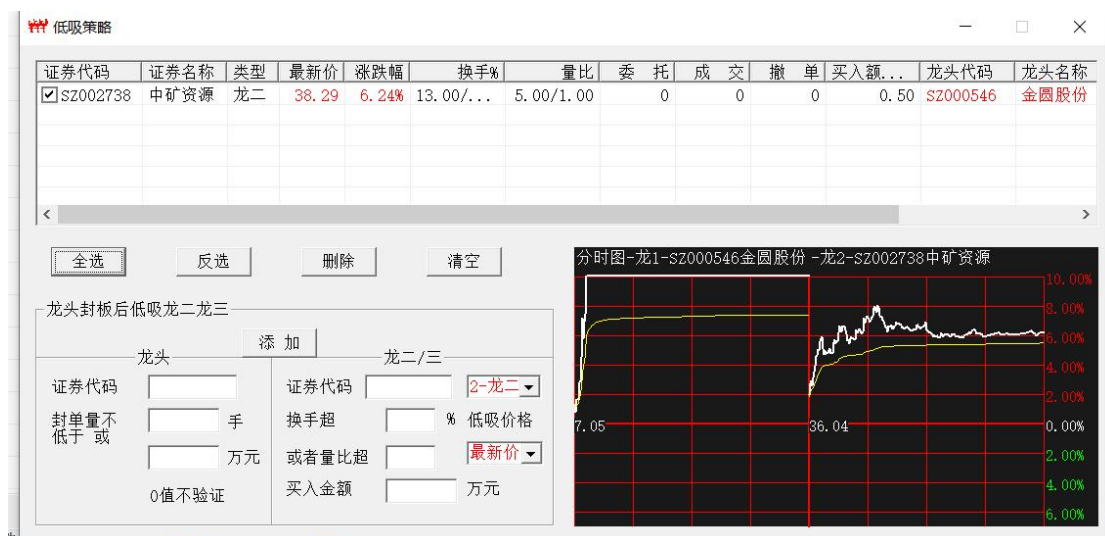 低吸策略
证券代码 证券名称 类型 最新价 涨跌幅 换手% 量比 委 托 成 交 撤 单 买入额... 龙头代码 龙头名称
SZ002738 中矿资源 龙二 38.29 6.24% 13.00/... 5.00/1.00 0 0 0 0.50 SZ000546 金圆股份
全选 反选 删除 清空
分时图-龙1-SZ000546金圆股份 -龙2-SZ002738中矿资源
10.00%
8.00%
6.00%
4.00%
2.00%
7.05 36.04 0.00%
2.00%
4.00%
6.00%
龙头封板后低吸龙二龙三
添 加
龙头 龙二/三
证券代码 证券代码 2-龙二
封单量不
低于 或 手 换手超 % 低吸价格
万元 或者量比超 最新价
0值不验证 买入金额 万元